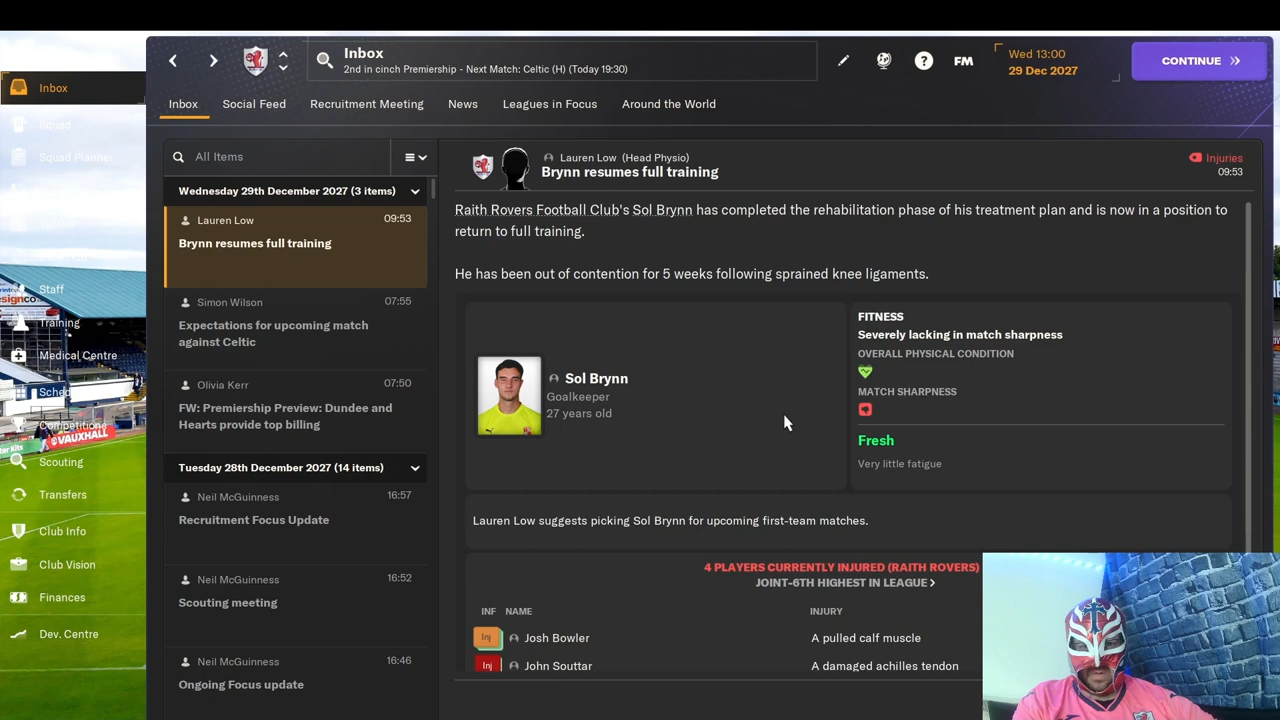 Inbox
2nd in cinch Premiership - Next Match: Celtic (H) (Today 19:30)
?
FM
Wed 13:00
29 Dec 2027
CONTINUE
Inbox
Squad
Squad Planner
Staff
Training
Medical Centre
Sched
Competitions
Scouting
Transfers
Club Info
Club Vision
Finances
Dev. Centre
VAUXHALL
Inbox
Social Feed
Recruitment Meeting
News
Leagues in Focus
Around the World
All Items
Wednesday 29th December 2027 (3 items)
Lauren Low 09:53
Brynn resumes full training
Simon Wilson 07:55
Expectations for upcoming match
against Celtic
Olivia Kerr 07:50
FW: Premiership Preview: Dundee and
Hearts provide top billing
Tuesday 28th December 2027 (14 items)
Neil McGuinness 16:57
Recruitment Focus Update
Neil McGuinness 16:52
Scouting meeting
Neil McGuinness 16:46
Ongoing Focus update
Lauren Low (Head Physio)
Brynn resumes full training
Injuries
09:53
Raith Rovers Football Club's Sol Brynn has completed the rehabilitation phase of his treatment plan and is now in a position to
return to full training.
He has been out of contention for 5 weeks following sprained knee ligaments.
Sol Brynn
Goalkeeper
27 years old
FITNESS
Severely lacking in match sharpness
OVERALL PHYSICAL CONDITION
MATCH SHARPNESS
Fresh
Very little fatigue
Lauren Low suggests picking Sol Brynn for upcoming first-team matches.
4 PLAYERS CURRENTLY INJURED (RAITH ROVERS)
JOINT-6TH HIGHEST IN LEAGUE >
INF NAME INJURY
Inj Josh Bowler A pulled calf muscle
Inj John Souttar A damaged achilles tendon